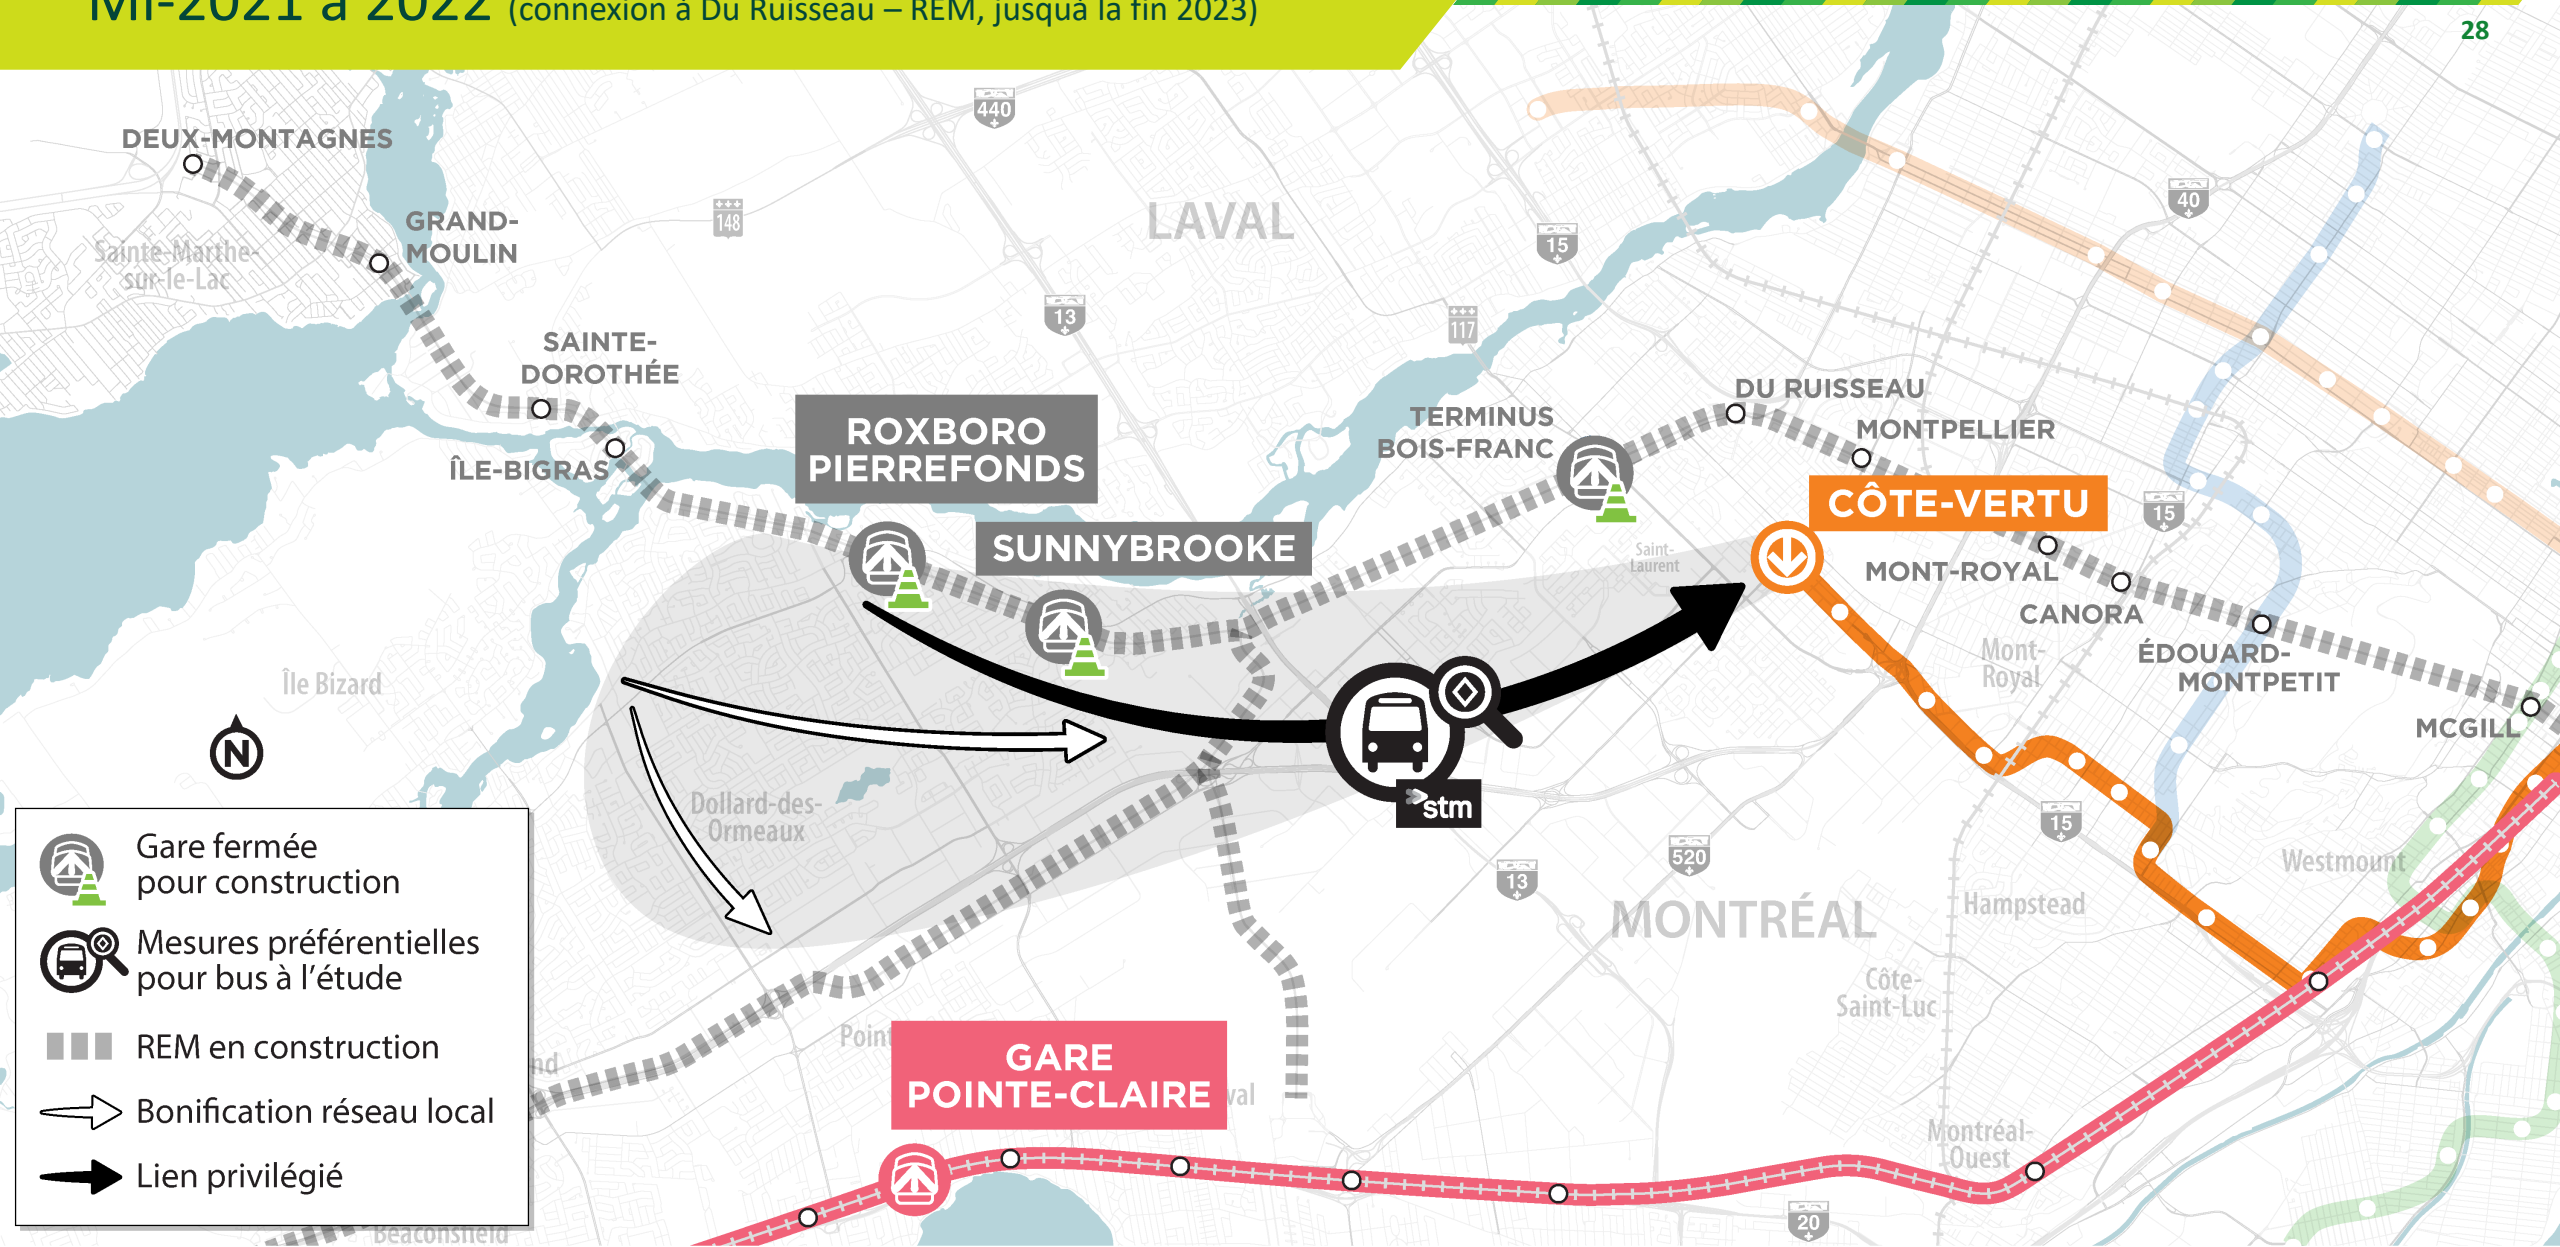 MI-2021 à 2022 (connexion à Du Ruisseau – REM, jusquà la fin 2023)
28
440
DEUX-MONTAGNES
148
GRAND-
MOULIN
Sainte-Marthe-
sur-le-Lac
LAVAL
40
15
13
117
SAINTE-
DOROTHÉE
ÎLE-BIGRAS
ROXBORO
PIERREFONDS
SUNNYBROOKE
TERMINUS
BOIS-FRANC
DU RUISSEAU
MONTPELLIER
CÔTE-VERTU
15
Saint-
Laurent
MONT-ROYAL
CANORA
ÉDOUARD-
MONTPETIT
MCGILL
Mont-
Royal
Île Bizard
N
Dollard-des-
Ormeaux
stm
15
520
13
Westmount
Hampstead
MONTRÉAL
Côte-
Saint-Luc
Point
GARE
POINTE-CLAIRE
val
nd
Montréal-
Ouest
20
Beaconsfield
Gare fermée
pour construction
Mesures préférentielles
pour bus à l'étude
REM en construction
Bonification réseau local
Lien privilégié